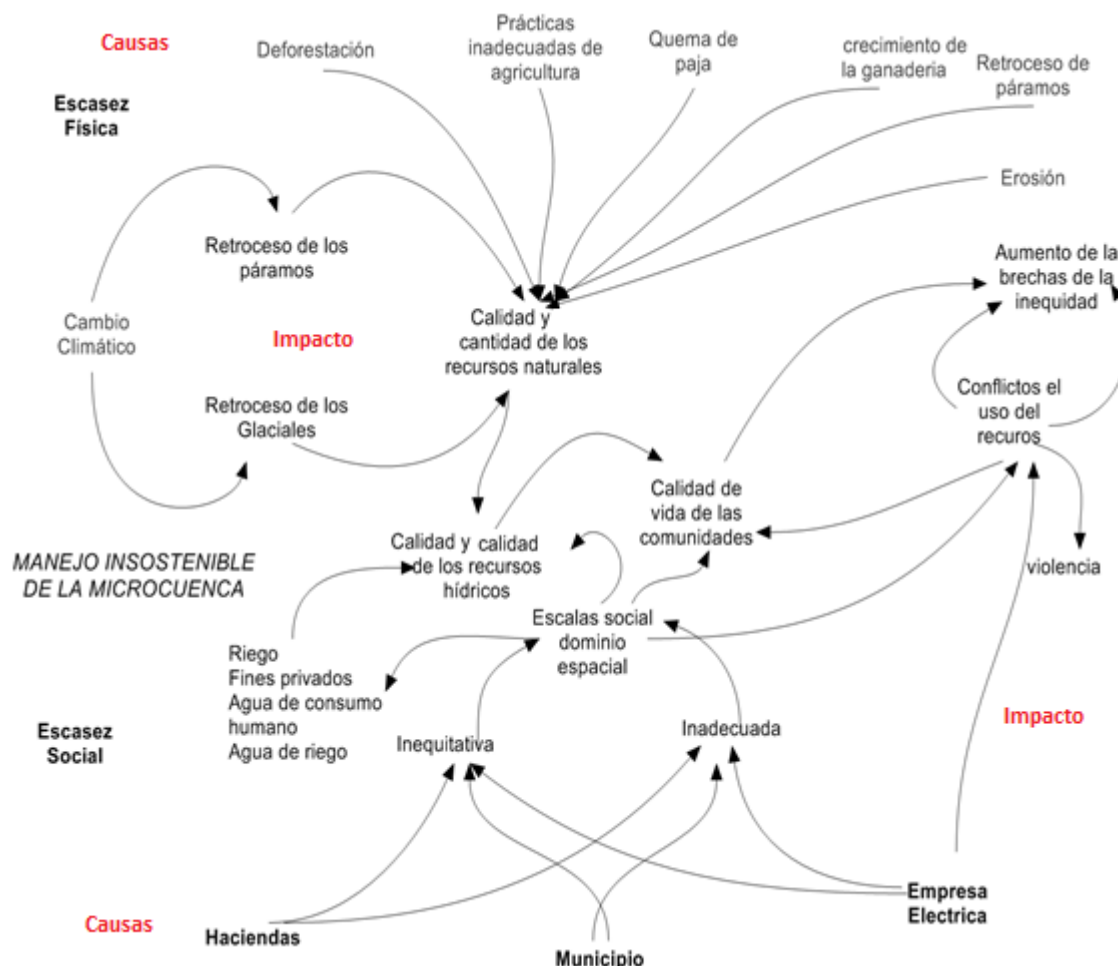 Causas
Deforestación
Prácticas
inadecuadas de
agricultura
Quema de
paja
crecimiento de
la ganaderia
Retroceso de
páramos
Escasez
Física
Erosión
Retroceso de los
páramos
Aumento de la
brechas de la
inequidad
Cambio
Climático
Impacto
Calidad y
cantidad de los
recursos naturales
Retroceso de los
Glaciales
Conflictos el
uso del
recuros
Calidad de
vida de las
comunidades
MANEJO INSOSTENIBLE
DE LA MICROCUENCA
Calidad y calidad
de los recursos
hídricos
violencia
Escalas social
dominio
espacial
Riego
Fines privados
Agua de consumo
humano
Agua de riego
Escasez
Social
Inequitativa
Inadecuada
Impacto
Causas
Haciendas
Municipio
Empresa
Electrica